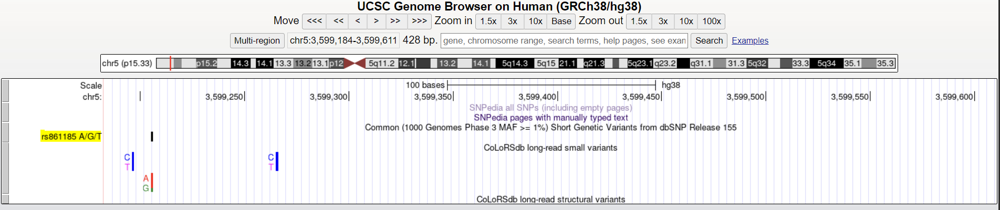 UCSC Genome Browser on Human (GRCh38/hg38)
Move <<< << < > >> >>> Zoom in 1.5x 3x 10x Base Zoom out 1.5x 3x 10x 100x
Multi-region chr5:3,599,184-3,599,611 428 bp. gene, chromosome range, search terms, help pages, see exan Search Examples
chr5 (p15.33) p15.2 14.3 14.1 13.3 13.2 13.1 p12 5q11.2 12.1 13.2 14.1 5q14.3 5q15 21.1 q21.3 5q23.1 q23.2 q31.1 31.3 5q32 33.3 5q34 35.1 35.3
Scale 100 bases hg38
chr5: 3,599,250 3,599,300 3,599,350 3,599,400 3,599,450 3,599,500 3,599,550 3,599,600
SNPedia all SNPs (including empty pages)
SNPedia pages with manually typed text
Common (1000 Genomes Phase 3 MAF >= 1%) Short Genetic Variants from dbSNP Release 155
rs861185 A/G/T
CoLoRSdb long-read small variants
C C
T T
A
G
CoLoRSdb long-read structural variants